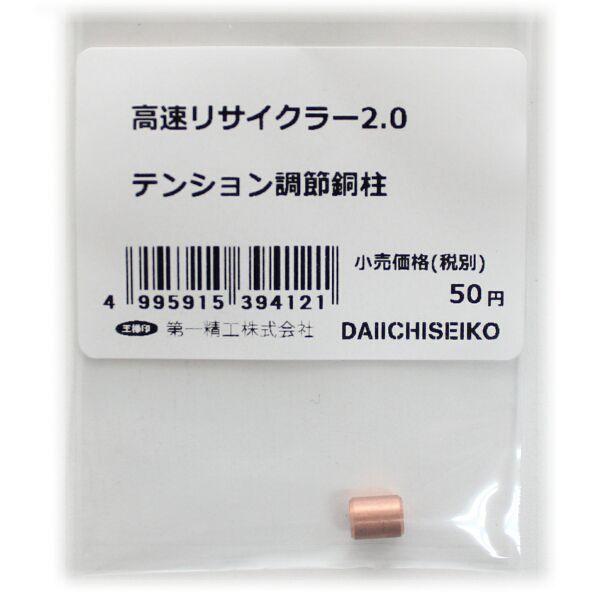 高速リサイクラー2.0
テンション調節銅柱
小売価格(税別)
50円
4 995915 394121
王様印 第一精工株式会社 DAIICHISEIKO